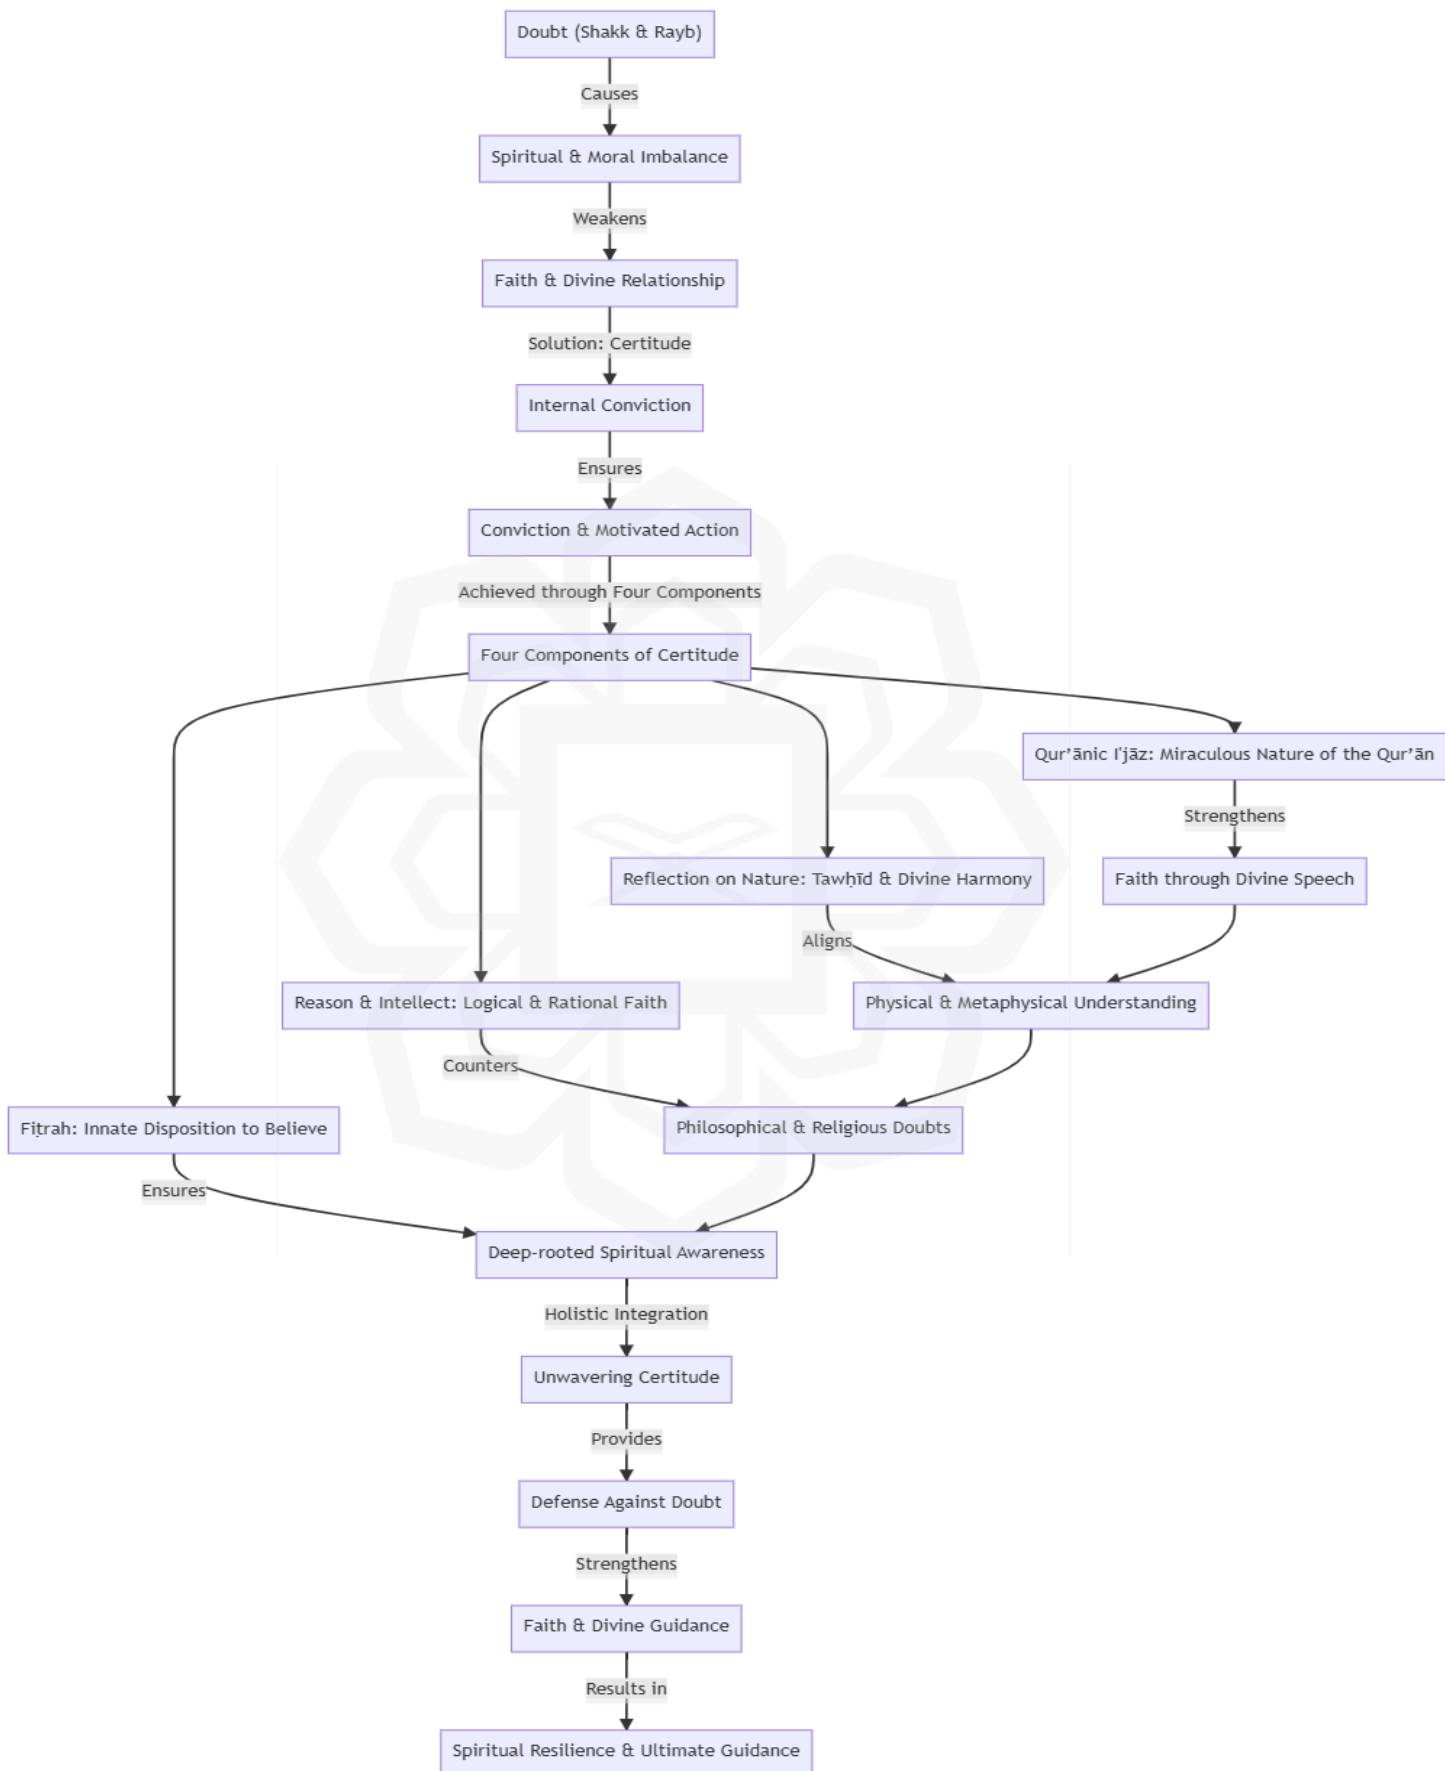 Doubt (Shakk & Rayb)
Causes
Spiritual & Moral Imbalance
Weakens
Faith & Divine Relationship
Solution: Certitude
Internal Conviction
Ensures
Conviction & Motivated Action
Achieved through Four Components
Four Components of Certitude
Qur’ānic I'jāz: Miraculous Nature of the Qur’ān
Strengthens
Reflection on Nature: Tawḥīd & Divine Harmony
Faith through Divine Speech
Aligns
Reason & Intellect: Logical & Rational Faith
Physical & Metaphysical Understanding
Counters
Fiṭrah: Innate Disposition to Believe
Philosophical & Religious Doubts
Ensures
Deep-rooted Spiritual Awareness
Holistic Integration
Unwavering Certitude
Provides
Defense Against Doubt
Strengthens
Faith & Divine Guidance
Results in
Spiritual Resilience & Ultimate Guidance